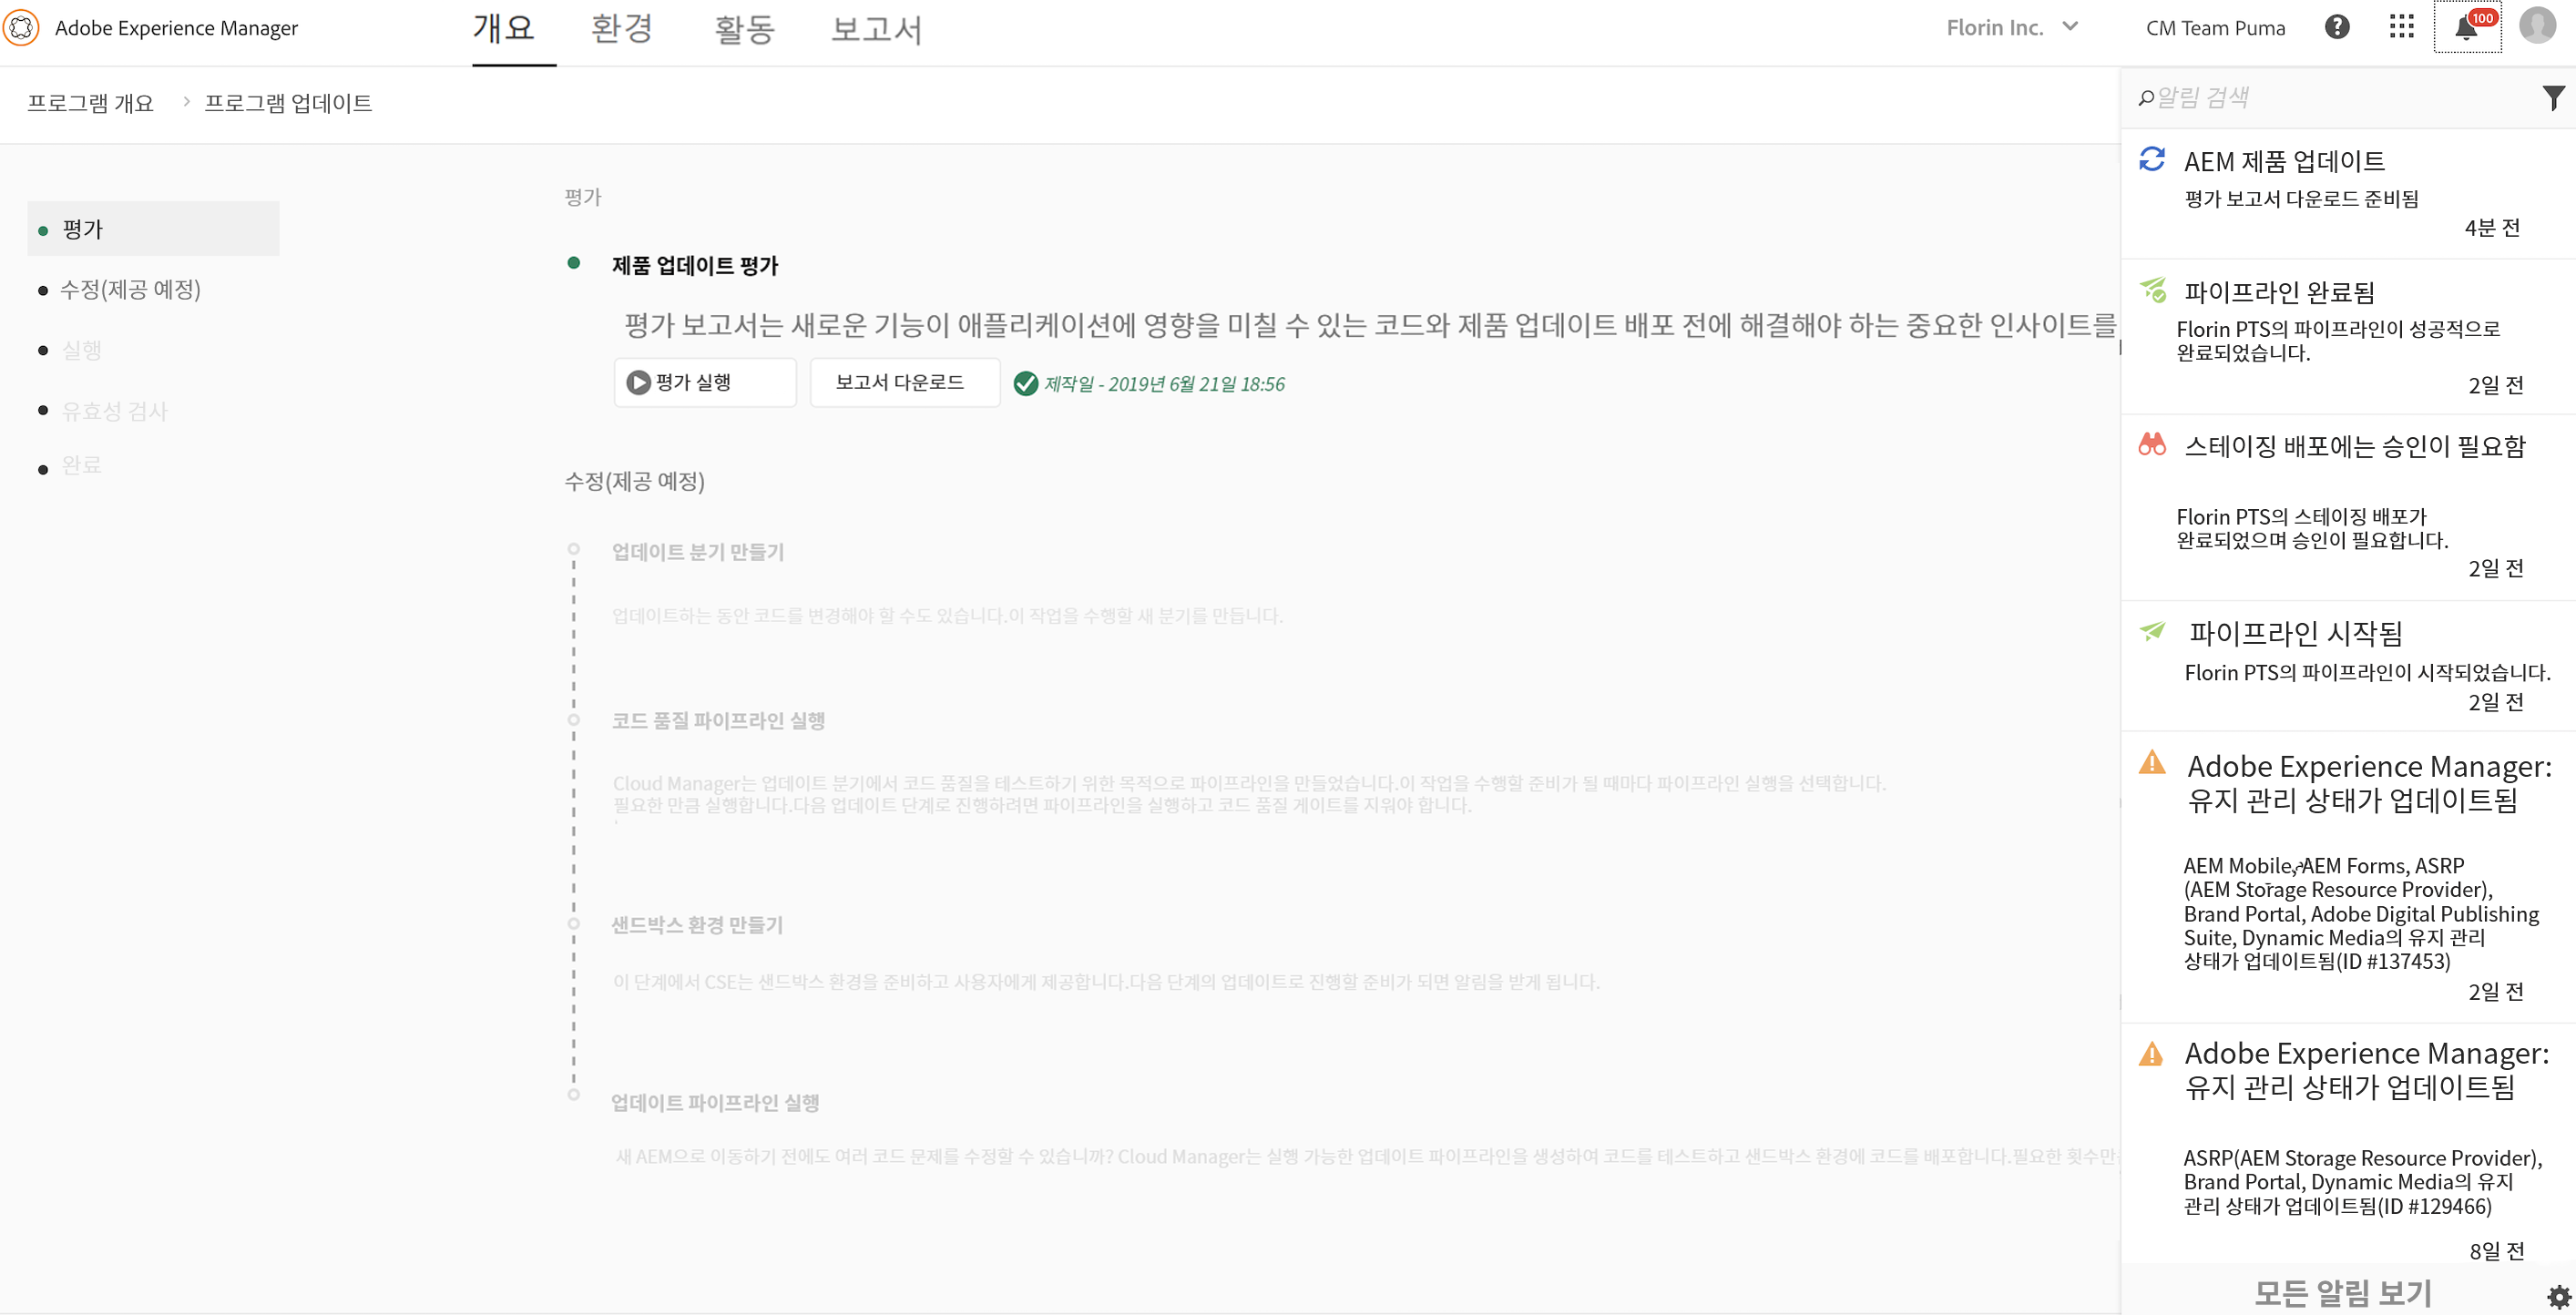 Adobe Experience Manager
개요
환경
활동
보고서
Florin Inc.
CM Team Puma
100
프로그램 개요
프로그램 업데이트
평가
수정(제공 예정)
실행
유효성 검사
완료
평가
제품 업데이트 평가
평가 보고서는 새로운 기능이 애플리케이션에 영향을 미칠 수 있는 코드와 제품 업데이트 배포 전에 해결해야 하는 중요한 인사이트를
평가 실행
보고서 다운로드
제작일 - 2019년 6월 21일 18:56
수정(제공 예정)
업데이트 분기 만들기
업데이트하는 동안 코드를 변경해야 할 수도 있습니다.이 작업을 수행할 새 분기를 만듭니다.
코드 품질 파이프라인 실행
Cloud Manager는 업데이트 분기에서 코드 품질을 테스트하기 위한 목적으로 파이프라인을 만들었습니다.이 작업을 수행할 준비가 될 때마다 파이프라인 실행을 선택합니다.
필요한 만큼 실행합니다.다음 업데이트 단계로 진행하려면 파이프라인을 실행하고 코드 품질 게이트를 지워야 합니다.
샌드박스 환경 만들기
이 단계에서 CSE는 샌드박스 환경을 준비하고 사용자에게 제공합니다.다음 단계의 업데이트로 진행할 준비가 되면 알림을 받게 됩니다.
업데이트 파이프라인 실행
새 AEM으로 이동하기 전에도 여러 코드 문제를 수정할 수 있습니까? Cloud Manager는 실행 가능한 업데이트 파이프라인을 생성하여 코드를 테스트하고 샌드박스 환경에 코드를 배포합니다.필요한 횟수만
알림 검색
AEM 제품 업데이트
평가 보고서 다운로드 준비됨
4분 전
파이프라인 완료됨
Florin PTS의 파이프라인이 성공적으로
완료되었습니다.
2일 전
스테이징 배포에는 승인이 필요함
Florin PTS의 스테이징 배포가
완료되었으며 승인이 필요합니다.
2일 전
파이프라인 시작됨
Florin PTS의 파이프라인이 시작되었습니다.
2일 전
Adobe Experience Manager:
유지 관리 상태가 업데이트됨
AEM Mobile, AEM Forms, ASRP
(AEM Storage Resource Provider),
Brand Portal, Adobe Digital Publishing
Suite, Dynamic Media의 유지 관리
상태가 업데이트됨(ID #137453)
2일 전
Adobe Experience Manager:
유지 관리 상태가 업데이트됨
ASRP(AEM Storage Resource Provider),
Brand Portal, Dynamic Media의 유지
관리 상태가 업데이트됨(ID #129466)
8일 전
모든 알림 보기